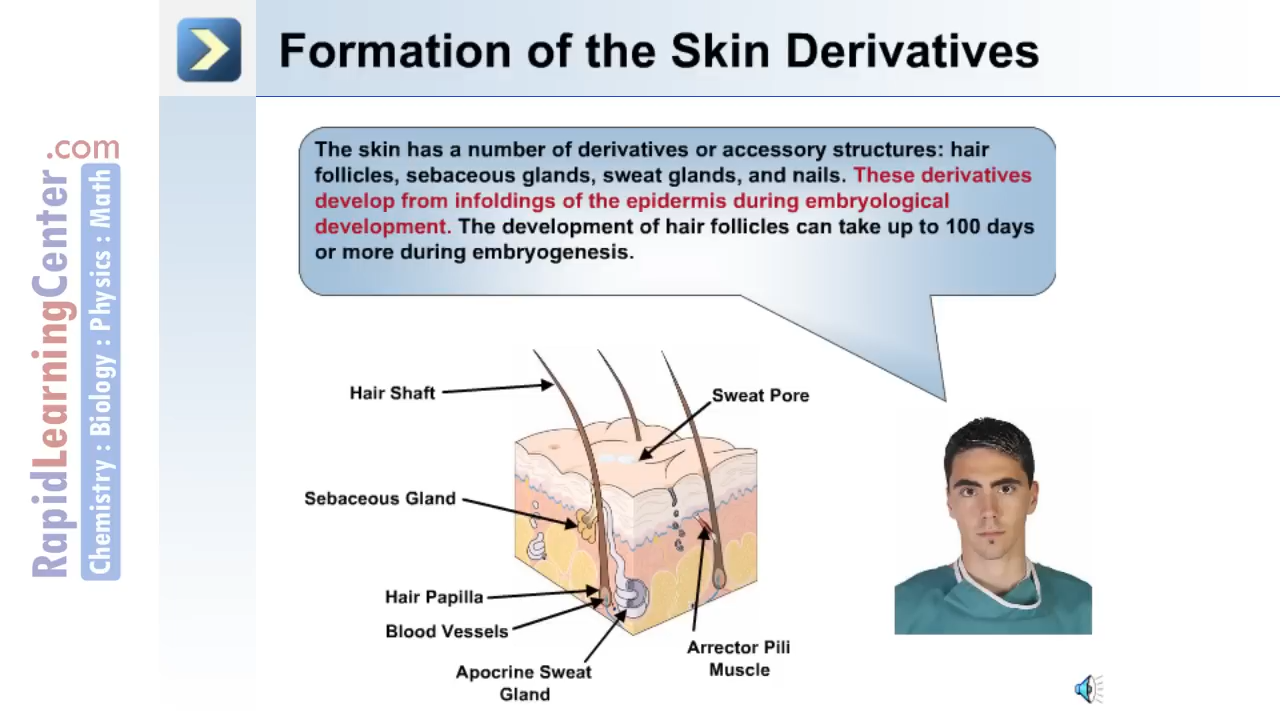 Formation of the Skin Derivatives
The skin has a number of derivatives or accessory structures: hair
follicles, sebaceous glands, sweat glands, and nails. These derivatives
develop from infoldings of the epidermis during embryological
development. The development of hair follicles can take up to 100 days
or more during embryogenesis.
Hair Shaft
Sweat Pore
Sebaceous Gland
Hair Papilla
Blood Vessels
Apocrine Sweat
Gland
Arrector Pili
Muscle
RapidLearningCenter.com
Chemistry : Biology : Physics : Math